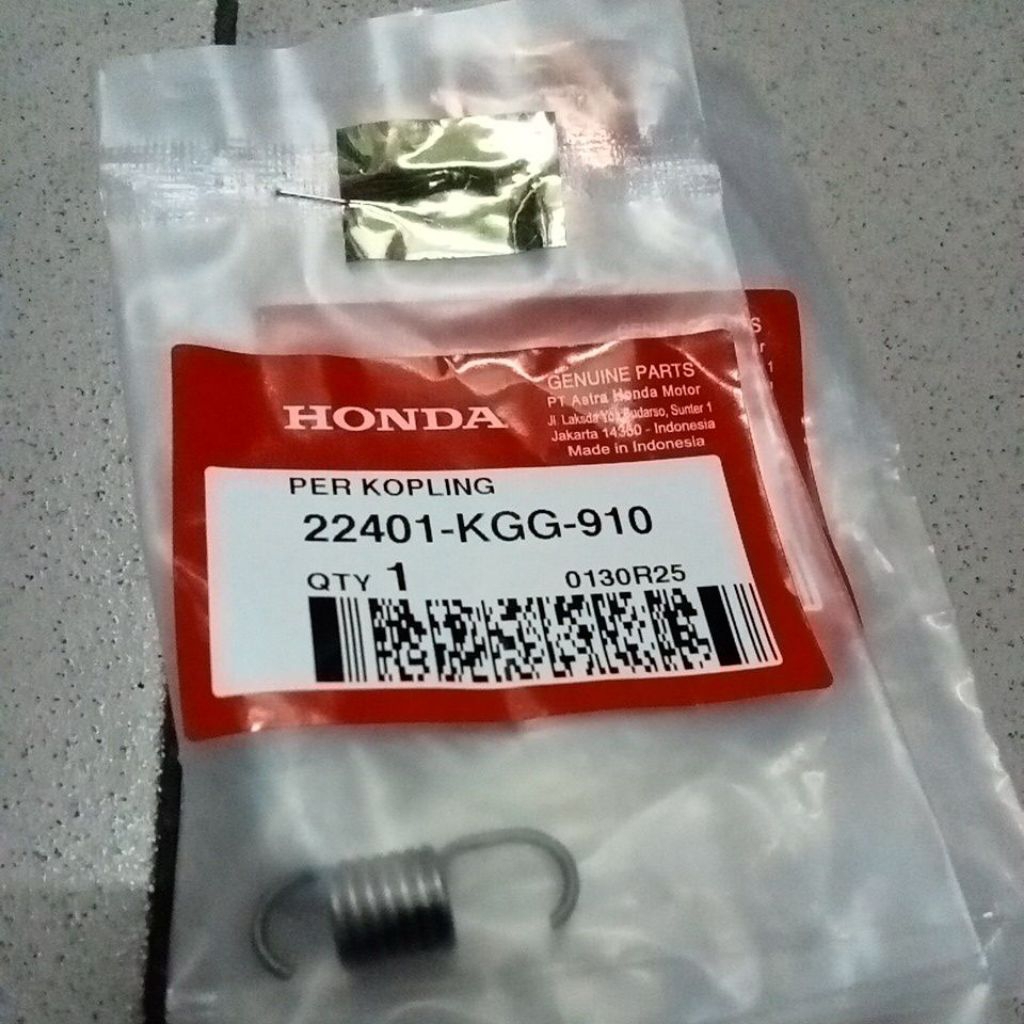 HONDA
GENUINE PARTS
PT Astra Honda Motor
Jl. Laksda Yos Sudarso, Sunter 1
Jakarta 14350 - Indonesia
Made in Indonesia
PER KOPLING
22401-KGG-910
QTY 1
0130R25